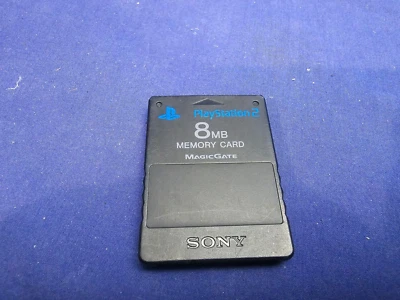 PlayStation 2
8MB
MEMORY CARD
MAGICGATE
SONY